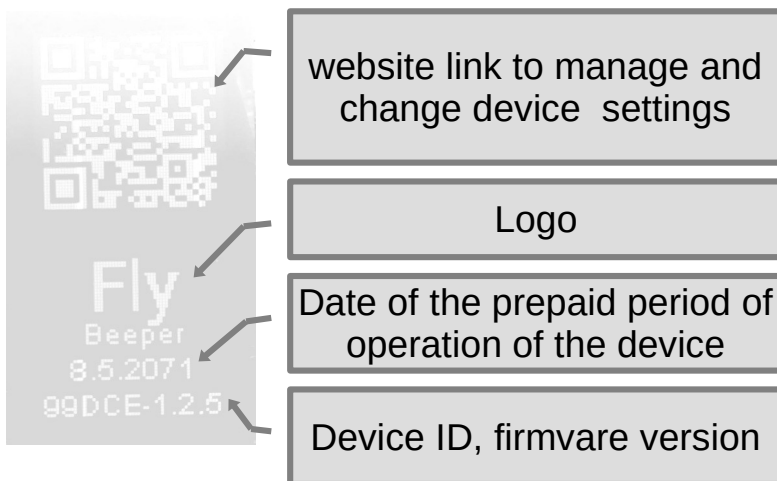 website link to manage and
change device settings
Fly
Beeper
8.5.2071
99DCE-1.2.5
Logo
Date of the prepaid period of
operation of the device
Device ID, firmvare version